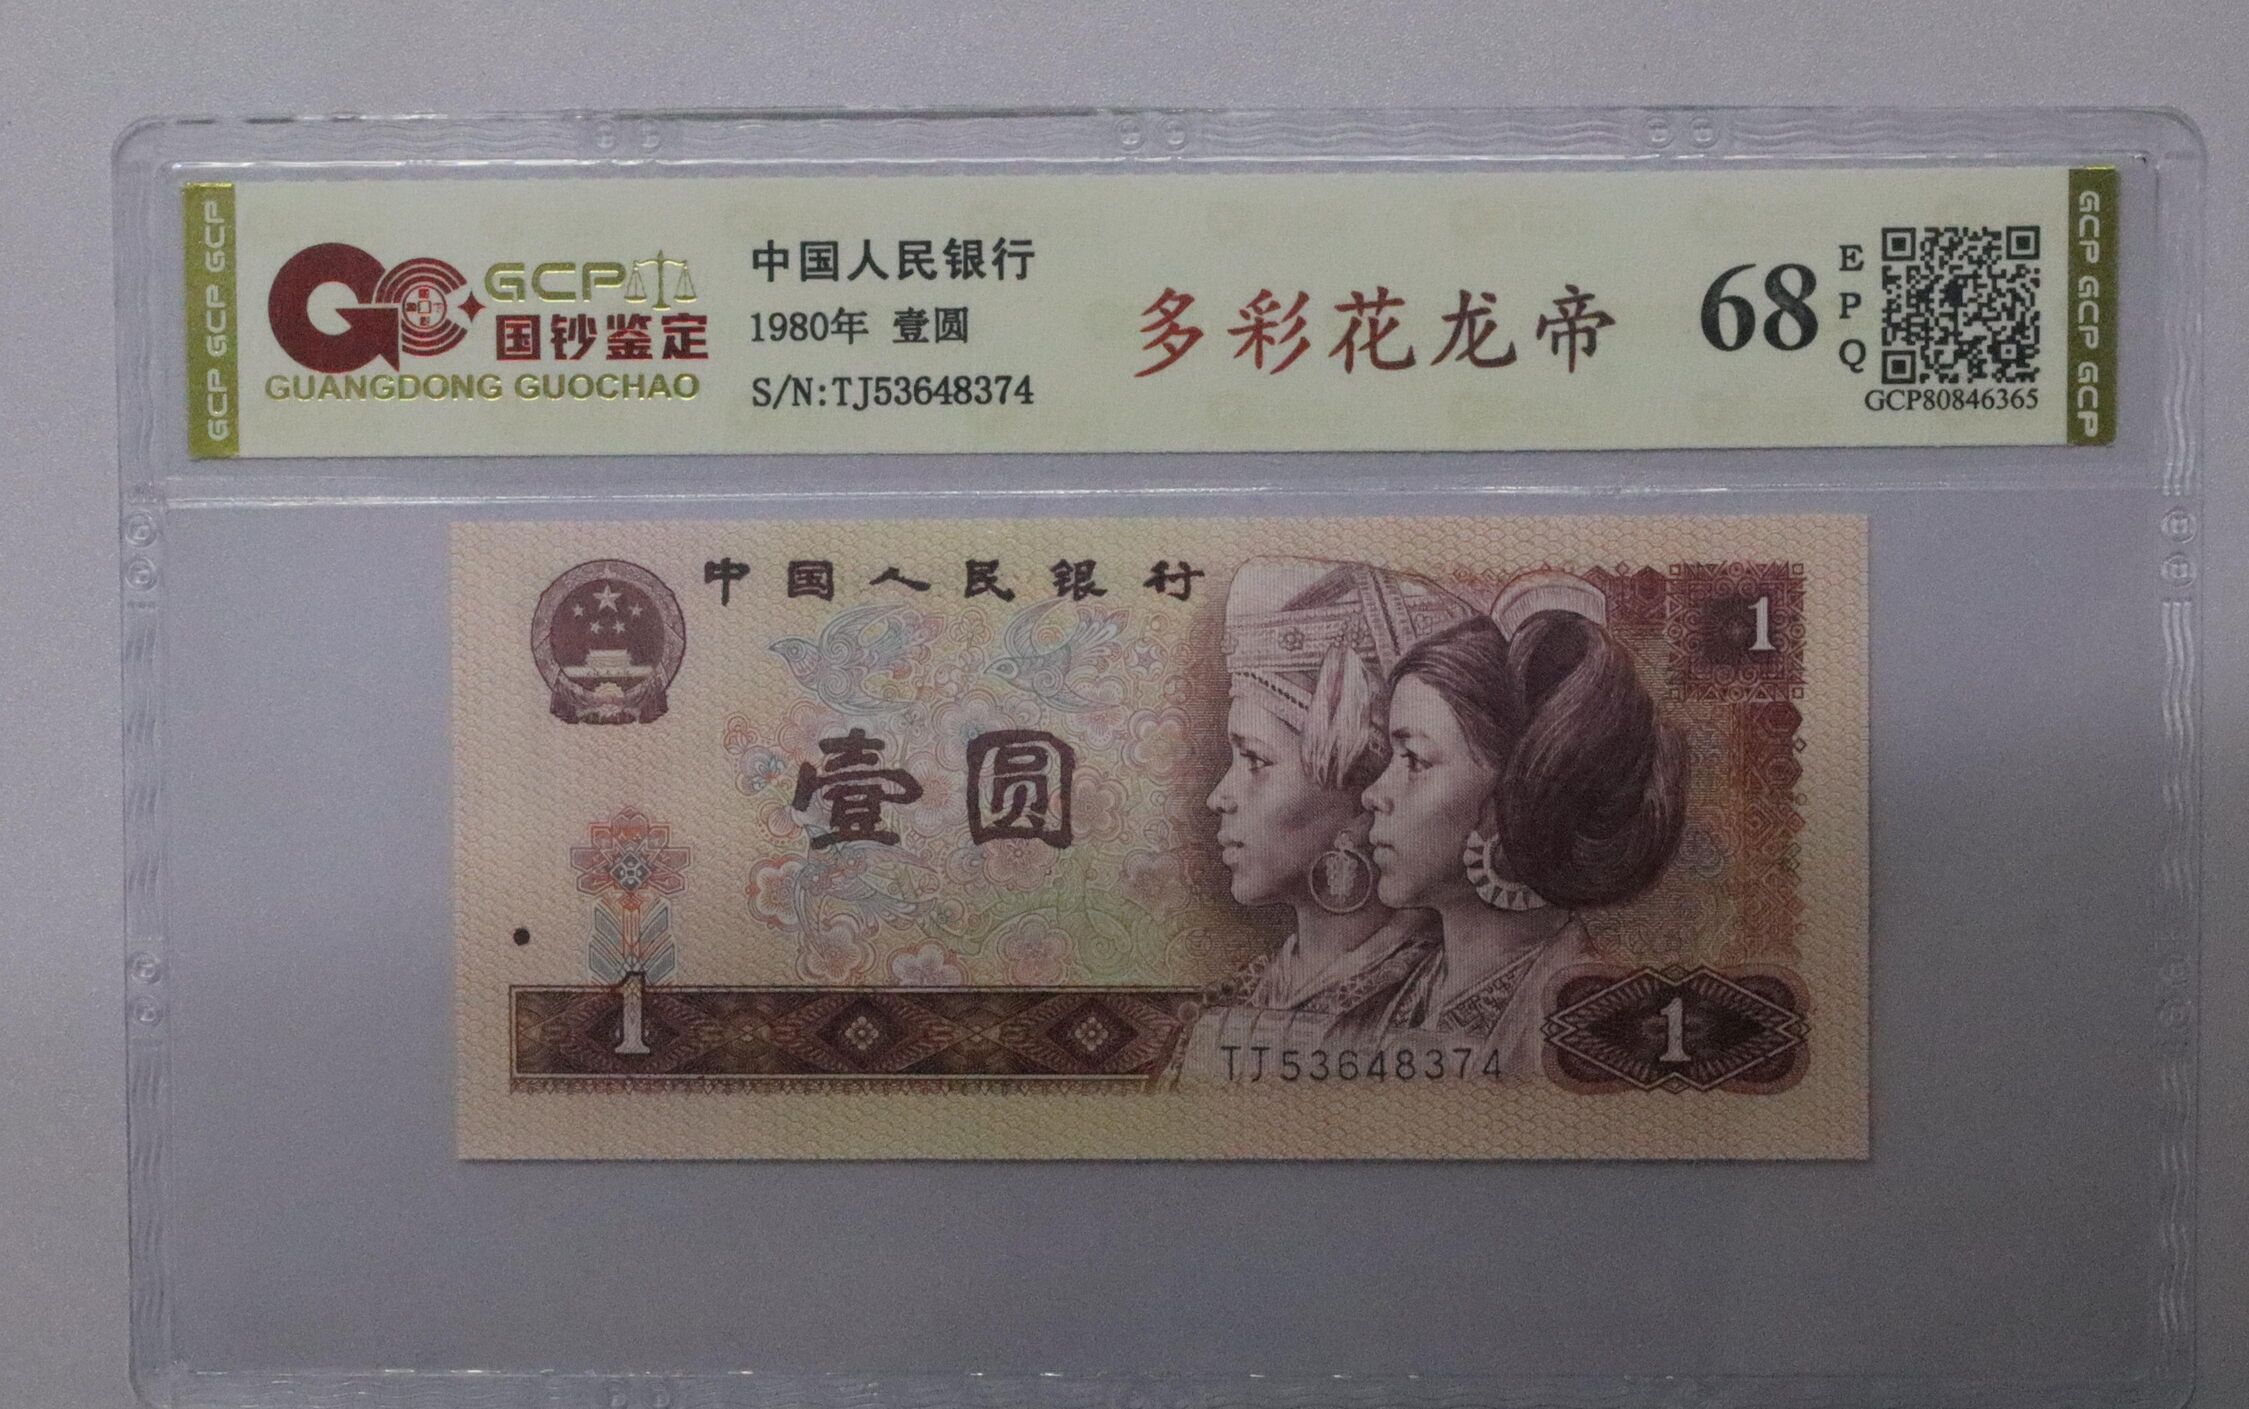 GCP GCP GCP
GCP
国钞鉴定
GUANGDONG GUOCHAO
中国人民银行
1980年 壹圆
S/N:TJ53648374
多彩花龙帝
68
E
P
Q
GCP80846365
GCP GCP GCP
中国人民银行
1
壹圆
1
TJ53648374
1